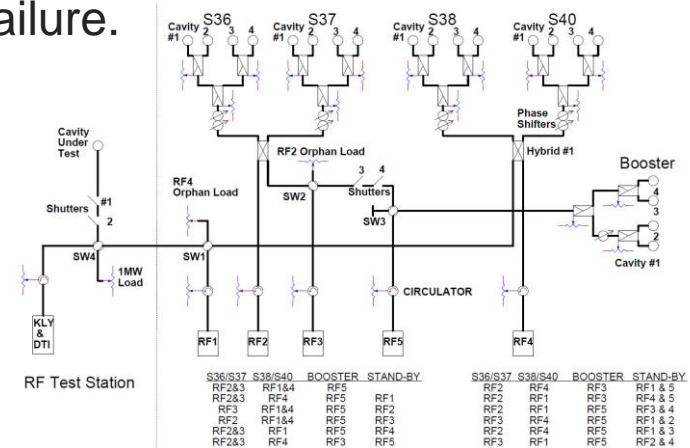 ailure.
S36 S37 S38 S40
Cavity #1 2 3 4
Cavity #1 2 3 4
Cavity #1 2 3 4
Cavity #1 2 3 4
Phase Shifters
Cavity Under Test
RF2 Orphan Load
Hybrid #1
Booster
RF4 Orphan Load
3 4
Shutters
#1
Shutters
2
SW2
SW3
4
3
2
Cavity #1
SW4
SW1
1MW Load
CIRCULATOR
KLY & DTI
RF1 RF2 RF3 RF5 RF4
RF Test Station
S36/S37 S38/S40 BOOSTER STAND-BY
RF2&3 RF1&4 RF5
RF2&3 RF4 RF5 RF1
RF3 RF1&4 RF5 RF2
RF2 RF1&4 RF5 RF3
RF2&3 RF1 RF5 RF4
RF2&3 RF4 RF3 RF5
S36/S37 S38/S40 BOOSTER STAND-BY
RF2 RF4 RF3 RF1 & 5
RF2 RF1 RF3 RF4 & 5
RF2 RF1 RF5 RF3 & 4
RF3 RF4 RF5 RF1 & 2
RF2 RF4 RF5 RF1 & 3
RF3 RF1 RF5 RF2 & 4